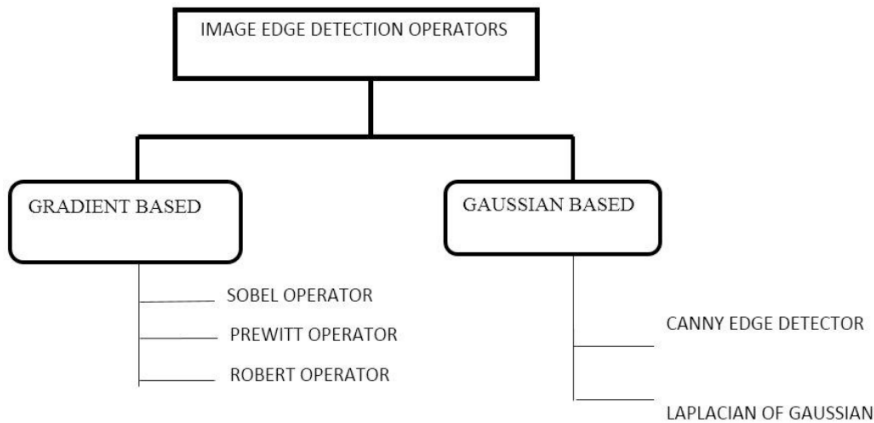 IMAGE EDGE DETECTION OPERATORS
GRADIENT BASED
GAUSSIAN BASED
SOBEL OPERATOR
PREWITT OPERATOR
ROBERT OPERATOR
CANNY EDGE DETECTOR
LAPLACIAN OF GAUSSIAN